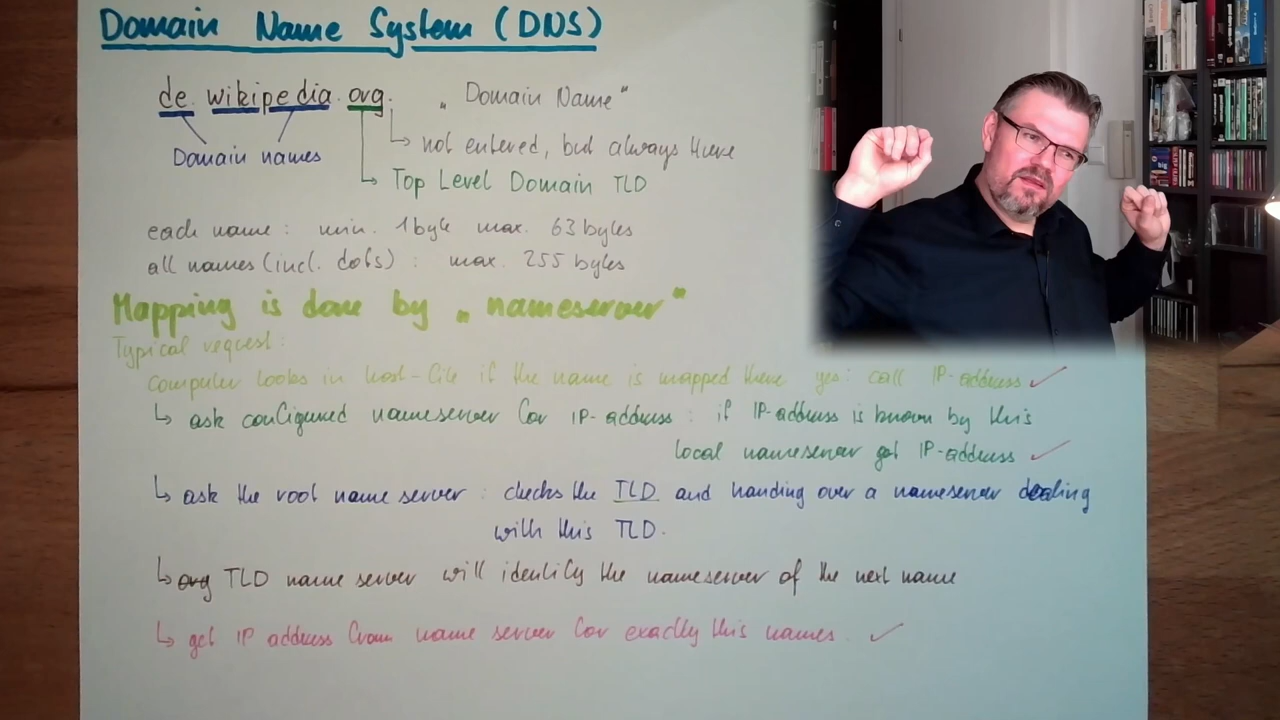 Domain Name System (DNS)
de. wikipedia. org. „Domain Name"
not entered, but always there
Domain names
Top Level Domain TLD
each name: min. 1byte max. 63 bytes
all names (incl. dots) : max. 255 bytes
Mapping is done by „nameserver"
Typical request:
computer looks in host-file if the name is mapped there yes: call IP-address ✓
↳ ask configured nameserver for IP-address : if IP-address is known by this
local nameserver get IP-address ✓
↳ ask the root name server : checks the TLD and handing over a nameserver dealing
with this TLD.
↳ org TLD name server will identify the nameserver of the next name
↳ get IP address from name server for exactly this names. ✓